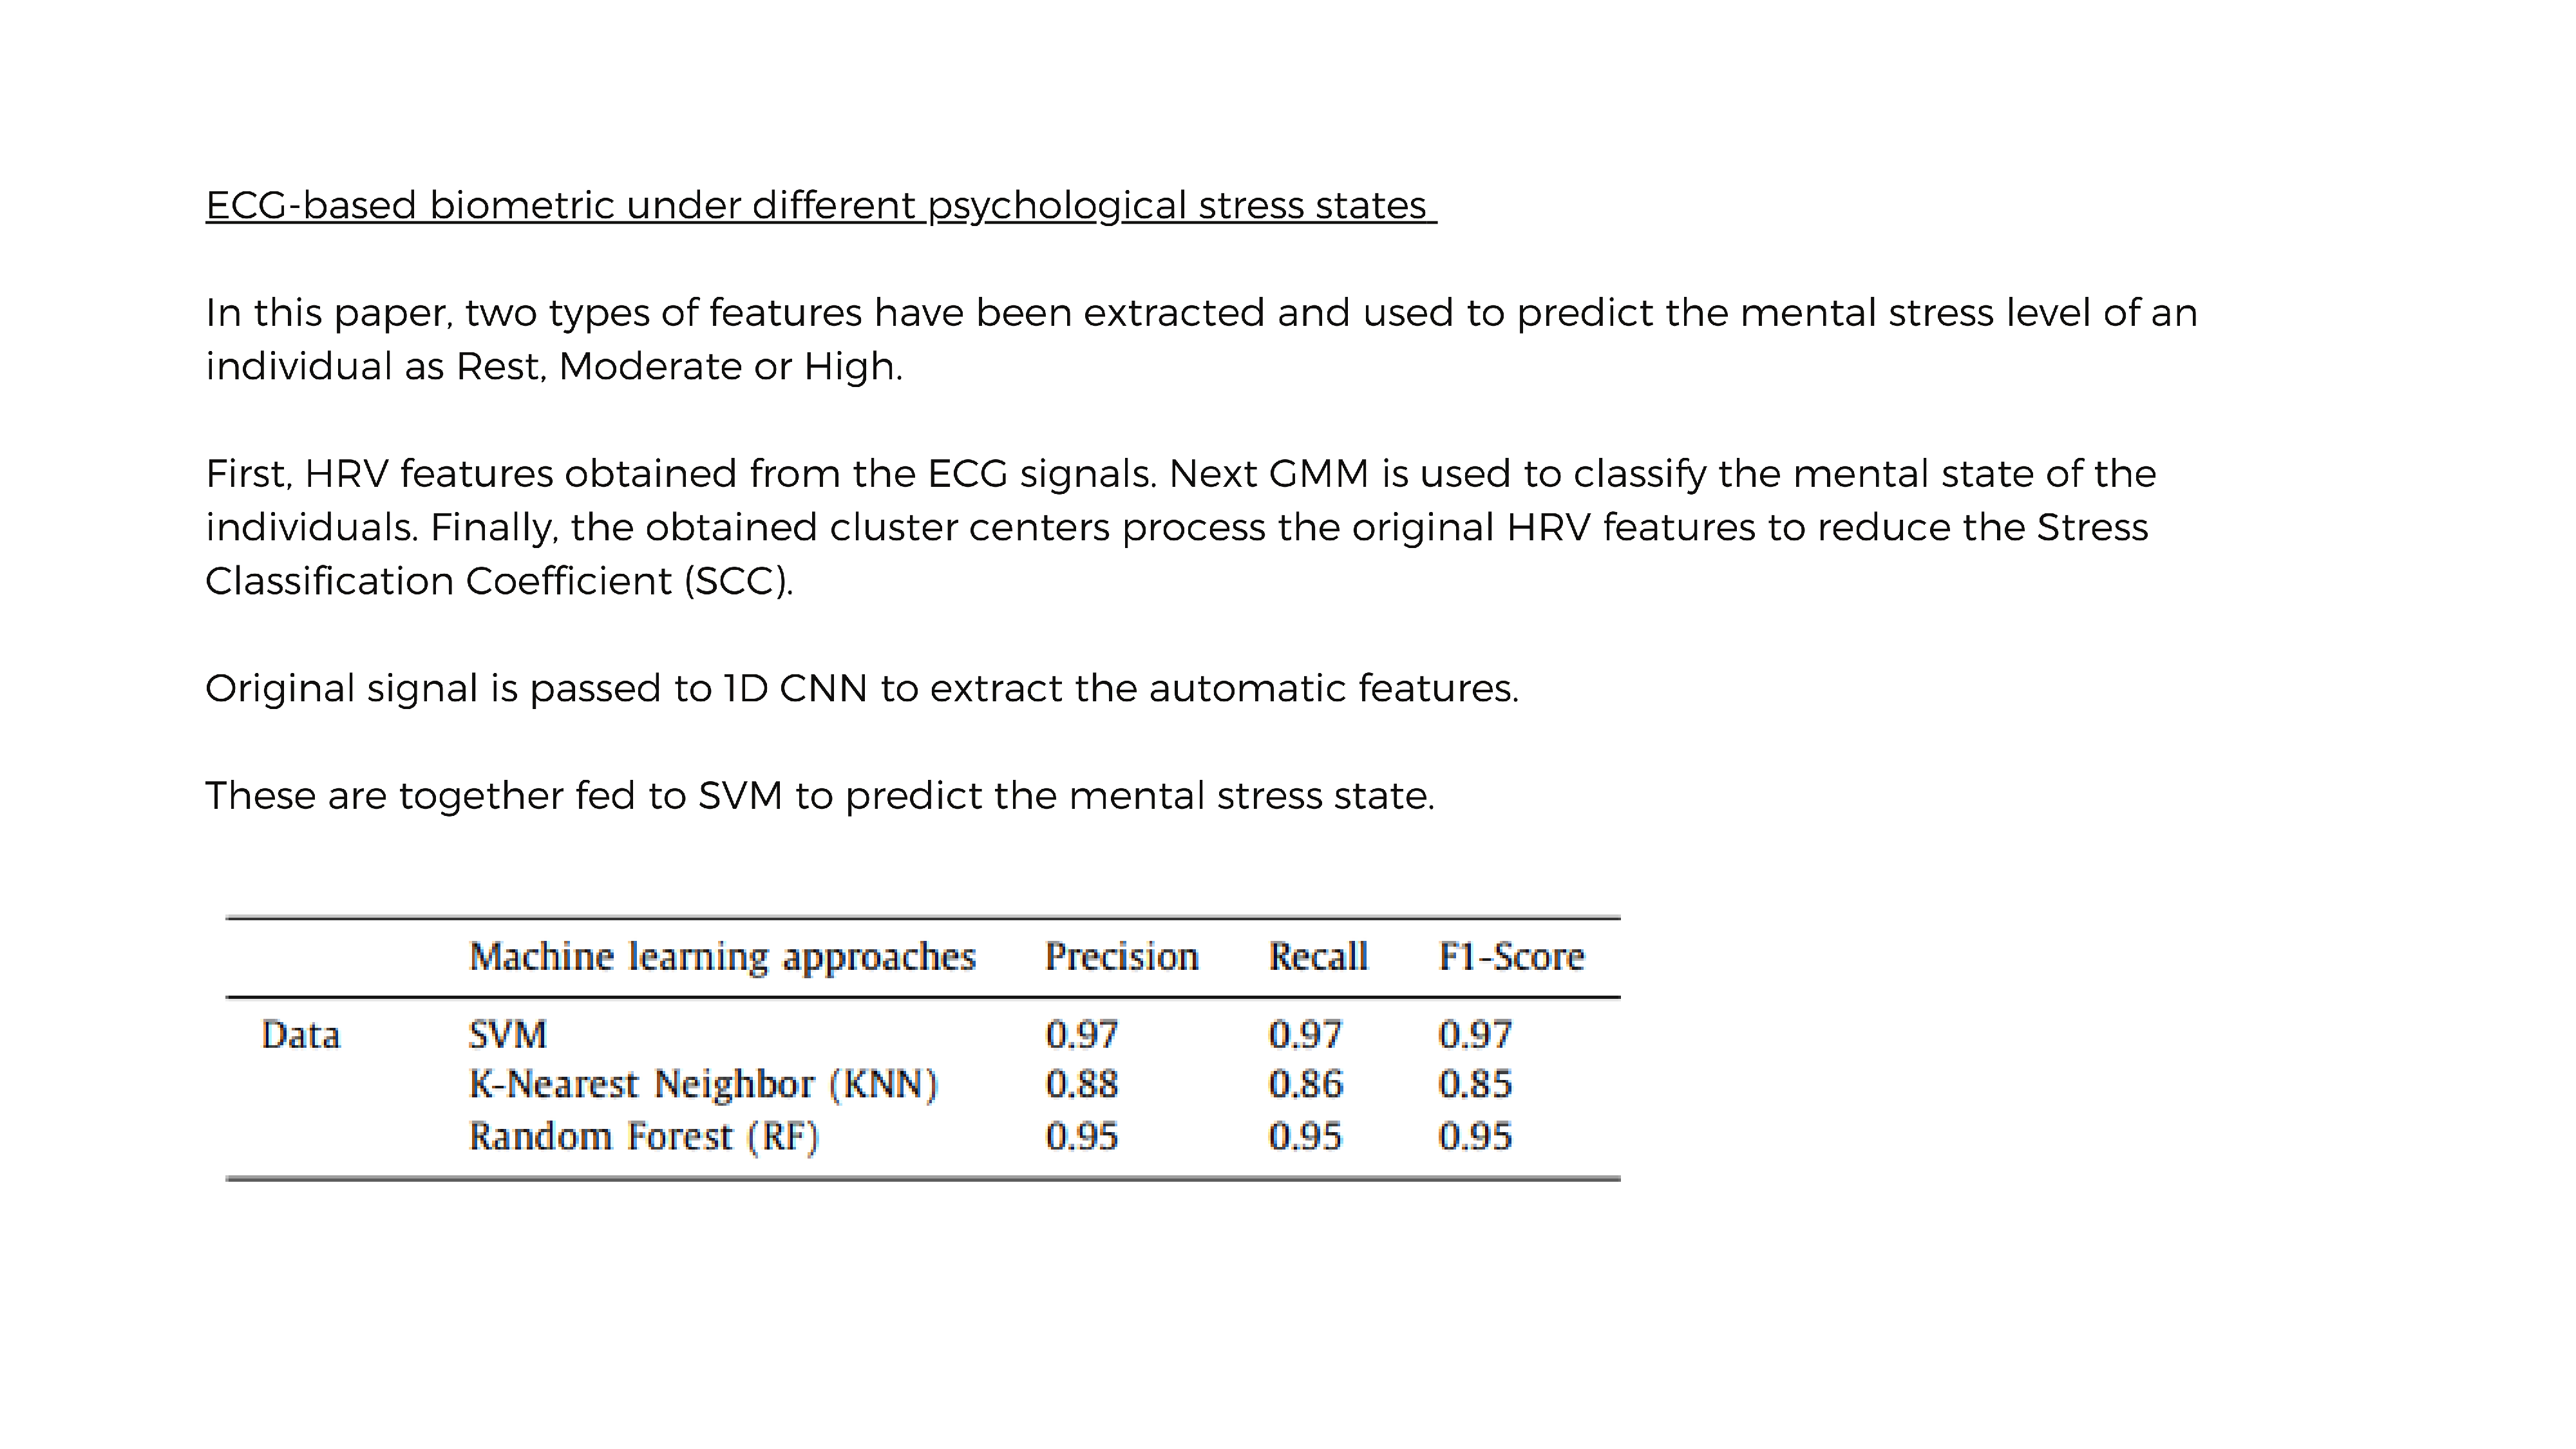 ECG-based biometric under different psychological stress states
In this paper, two types of features have been extracted and used to predict the mental stress level of an
individual as Rest, Moderate or High.
First, HRV features obtained from the ECG signals. Next GMM is used to classify the mental state of the
individuals. Finally, the obtained cluster centers process the original HRV features to reduce the Stress
Classification Coefficient (SCC).
Original signal is passed to 1D CNN to extract the automatic features.
These are together fed to SVM to predict the mental stress state.
Machine learning approaches Precision Recall F1-Score
Data SVM 0.97 0.97 0.97
K-Nearest Neighbor (KNN) 0.88 0.86 0.85
Random Forest (RF) 0.95 0.95 0.95